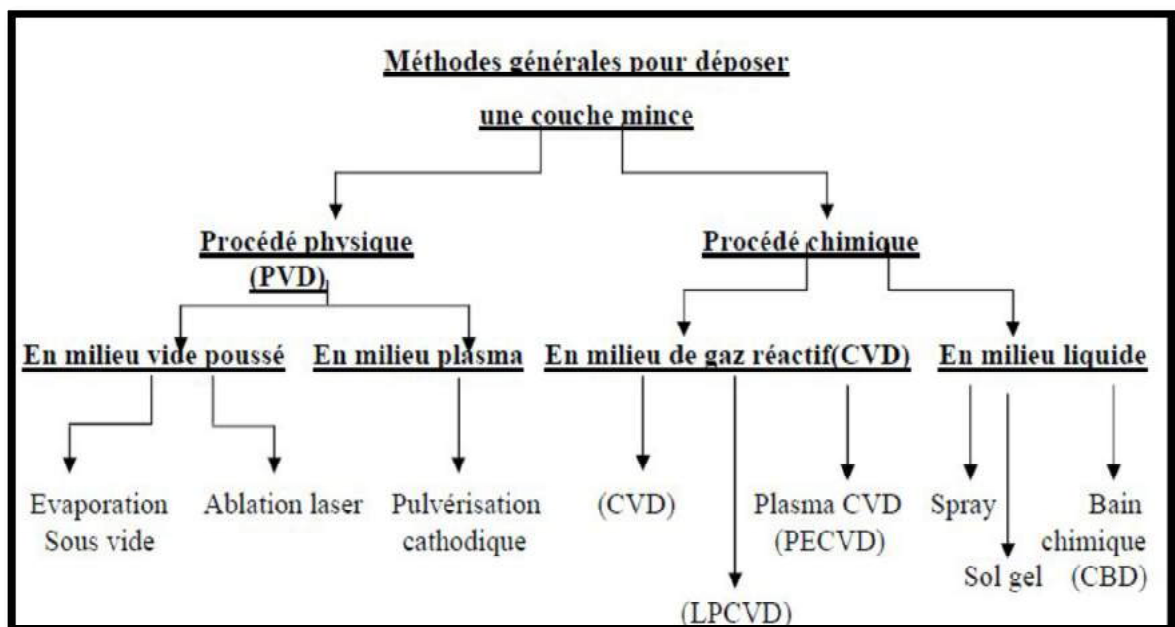 Méthodes générales pour déposer
une couche mince
Procédé physique
(PVD)
Procédé chimique
En milieu vide poussé
En milieu plasma
En milieu de gaz réactif(CVD)
En milieu liquide
Evaporation
Sous vide
Ablation laser
Pulvérisation
cathodique
(CVD)
(LPCVD)
Plasma CVD
(PECVD)
Spray
Sol gel
Bain
chimique
(CBD)